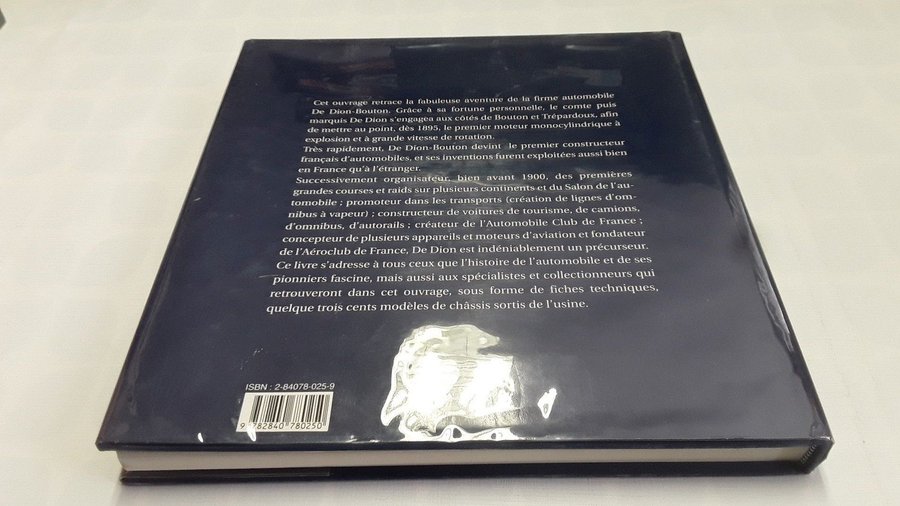 Cet ouvrage retrace la fabuleuse aventure de la firme automobile
De Dion-Bouton. Grâce à sa fortune personnelle, le comte puis
marquis De Dion s'engagea aux côtés de Bouton et Trépardoux, afin
de mettre au point, dès 1895, le premier moteur monocylindrique à
explosion et à grande vitesse de rotation.
Très rapidement, De Dion-Bouton devint le premier constructeur
français d'automobiles, et ses inventions furent exploitées aussi bien
en France qu'à l'étranger.
Successivement organisateur, bien avant 1900, des premières
grandes courses et raids sur plusieurs continents et du Salon de l'au-
tomobile ; promoteur dans les transports (création de lignes d'om-
nibus à vapeur) ; constructeur de voitures de tourisme, de camions,
d'omnibus, d'autorails ; créateur de l'Automobile Club de France ;
concepteur de plusieurs appareils et moteurs d'aviation et fondateur
de l'Aéroclub de France, De Dion est indéniablement un précurseur.
Ce livre s'adresse à tous ceux que l'histoire de l'automobile et de ses
pionniers fascine, mais aussi aux spécialistes et collectionneurs qui
retrouveront dans cet ouvrage, sous forme de fiches techniques,
quelque trois cents modèles de châssis sortis de l'usine.
ISBN : 2-84078-025-9
9 782840 780250